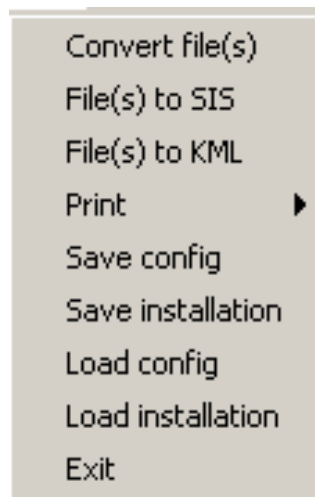 Convert file(s)
File(s) to SIS
File(s) to KML
Print
Save config
Save installation
Load config
Load installation
Exit